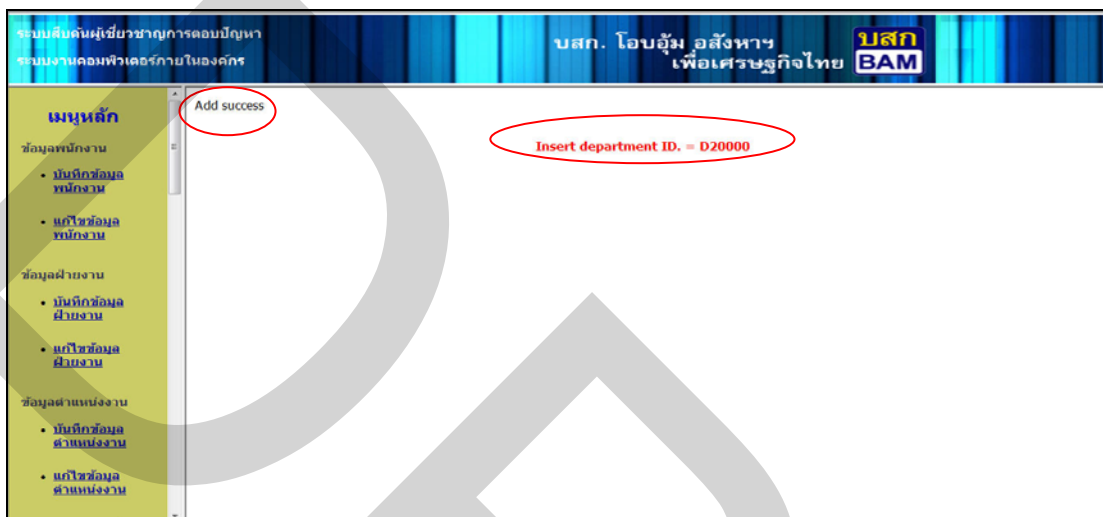 ระบบสืบค้นผู้เชี่ยวชาญการตอบปัญหา
ระบบงานคอมพิวเตอร์ภายในองค์กร
บสก. โอบอุ้ม อสังหาฯ
เพื่อเศรษฐกิจไทย
บสก
BAM
เมนูหลัก
ข้อมูลพนักงาน
• บันทึกข้อมูล
พนักงาน
• แก้ไขข้อมูล
พนักงาน
ข้อมูลฝ่ายงาน
• บันทึกข้อมูล
ฝ่ายงาน
• แก้ไขข้อมูล
ฝ่ายงาน
ข้อมูลตำแหน่งงาน
• บันทึกข้อมูล
ตำแหน่งงาน
• แก้ไขข้อมูล
ตำแหน่งงาน
Add success
Insert department ID. = D20000